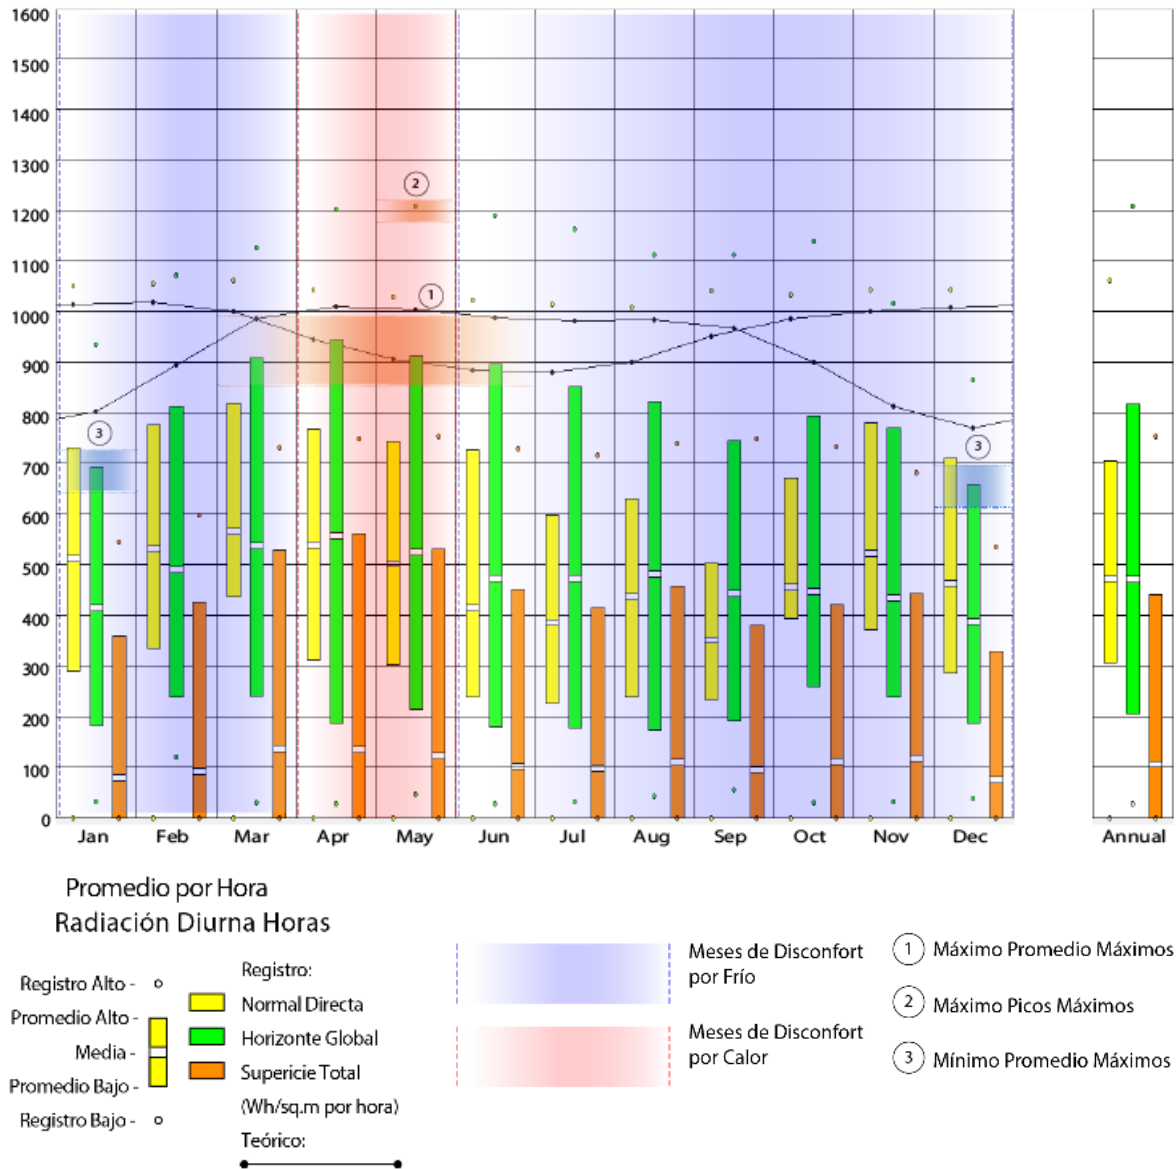 1600
1500
1400
1300
1200
1100
1000
900
800
700
600
500
400
300
200
100
0
2
1
3
3
Jan Feb Mar Apr May Jun Jul Aug Sep Oct Nov Dec Annual
Promedio por Hora
Radiación Diurna Horas
Registro Alto -
Promedio Alto -
Media -
Promedio Bajo -
Registro Bajo -
Registro:
Normal Directa
Horizonte Global
Supericie Total
(Wh/sq.m por hora)
Teórico:
Meses de Disconfort
por Frío
Meses de Disconfort
por Calor
1 Máximo Promedio Máximos
2 Máximo Picos Máximos
3 Mínimo Promedio Máximos